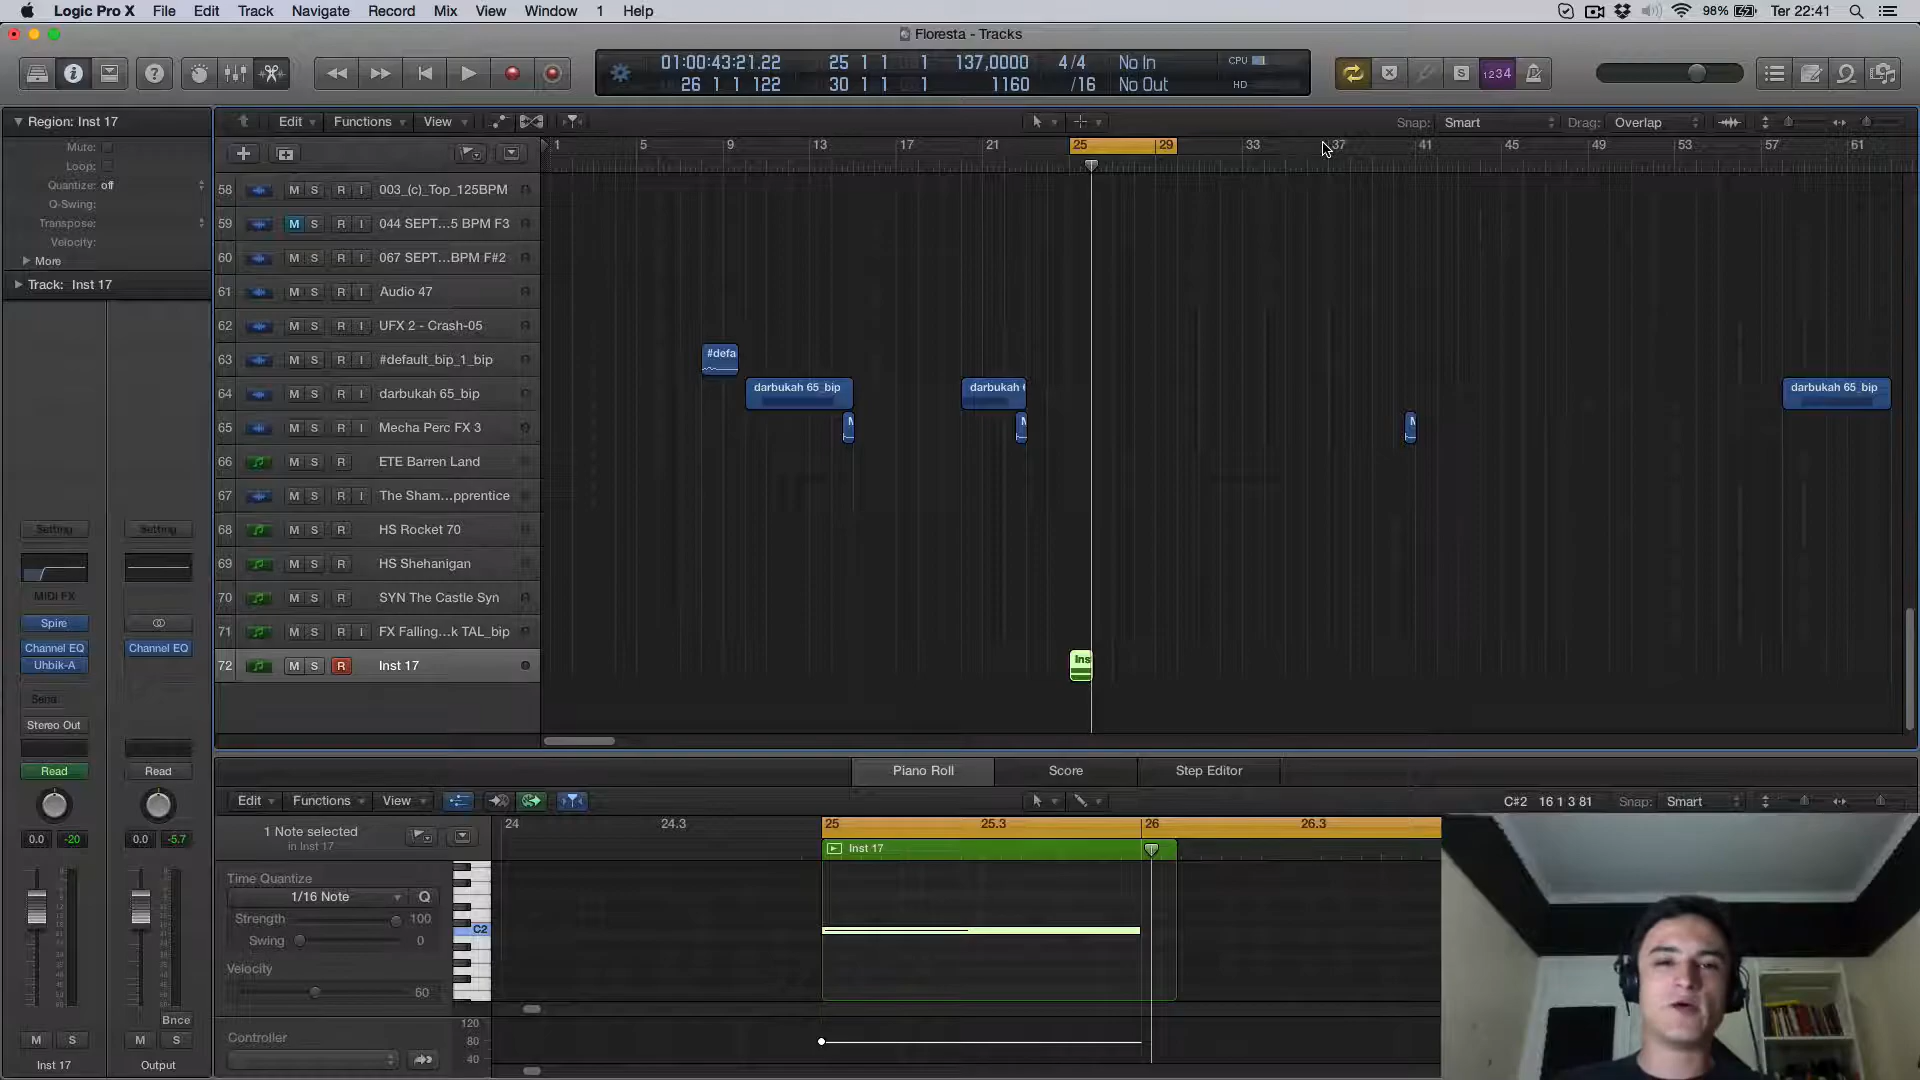 Logic Pro X File Edit Track Navigate Record Mix View Window 1 Help 98% Ter 22:41
Floresta - Tracks
01:00:43:21.22 25 1 1 1 137,0000 4/4 No In CPU
26 1 1 122 30 1 1 1160 /16 No Out HD
1234
Region: Inst 17
Edit Functions View Snap: Smart Drag: Overlap
Mute:
Loop:
Quantize: off
Q-Swing:
Transpose:
Velocity:
More
Track: Inst 17
1 5 9 13 17 21 25 29 33 37 41 45 49 53 57 61
58 M S R I 003_(c)_Top_125BPM
59 M S R I 044 SEPT...5 BPM F3
60 M S R I 067 SEPT...BPM F#2
61 M S R I Audio 47
62 M S R I UFX 2 - Crash-05
63 M S R I #default_bip_1_bip #defa
64 M S R I darbukah 65_bip darbukah 65_bip darbukah 6 darbukah 65_bip
65 M S R I Mecha Perc FX 3 M M M
66 M S R ETE Barren Land
67 M S R I The Sham...pprentice
68 M S R HS Rocket 70
69 M S R HS Shehanigan
70 M S R SYN The Castle Syn
71 M S R I FX Falling...k TAL_bip
72 M S R Inst 17 Ins
Setting Setting
MIDI FX
Spire
Channel EQ Channel EQ
Uhbik-A
Send
Stereo Out
Read Read
0.0 -20 0.0 -5.7
Bnce
M S M S
Inst 17 Output
Piano Roll Score Step Editor
Edit Functions View C#2 16 1 3 81 Snap: Smart
1 Note selected
in Inst 17
24 24.3 25 25.3 26 26.3
Inst 17
Time Quantize
1/16 Note Q
Strength 100
Swing 0
C2
Velocity
60
Controller
120
80
40